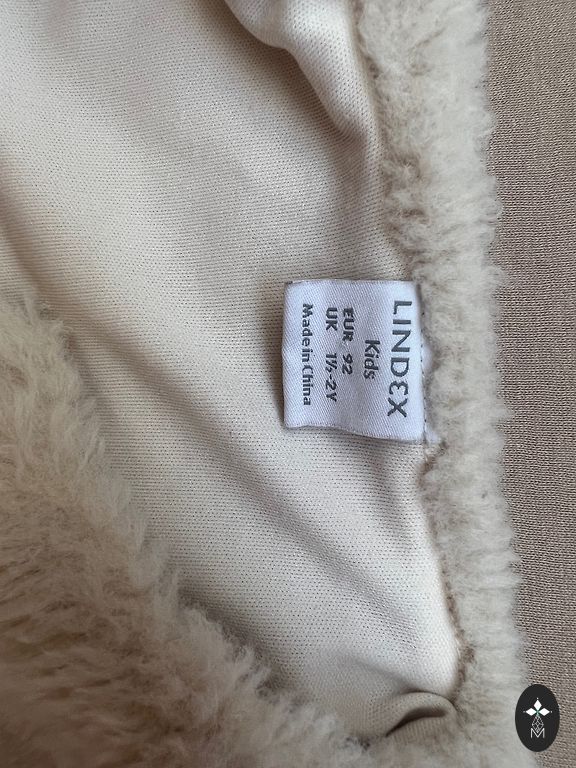 LINDEX
Kids
EUR 92
UK 1½-2Y
Made in China